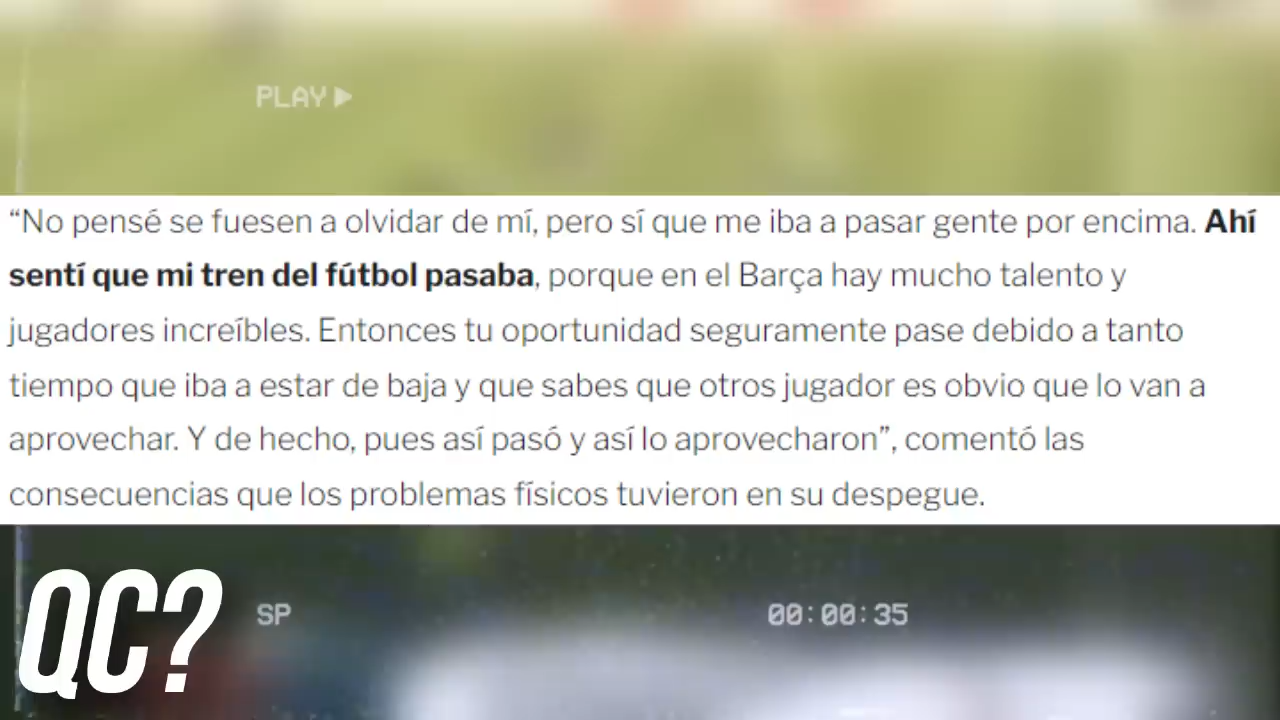 PLAY
“No pensé se fuesen a olvidar de mí, pero sí que me iba a pasar gente por encima. Ahí
sentí que mi tren del fútbol pasaba, porque en el Barça hay mucho talento y
jugadores increíbles. Entonces tu oportunidad seguramente pase debido a tanto
tiempo que iba a estar de baja y que sabes que otros jugador es obvio que lo van a
aprovechar. Y de hecho, pues así pasó y así lo aprovecharon”, comentó las
consecuencias que los problemas físicos tuvieron en su despegue.
QC?
SP
00:00:35